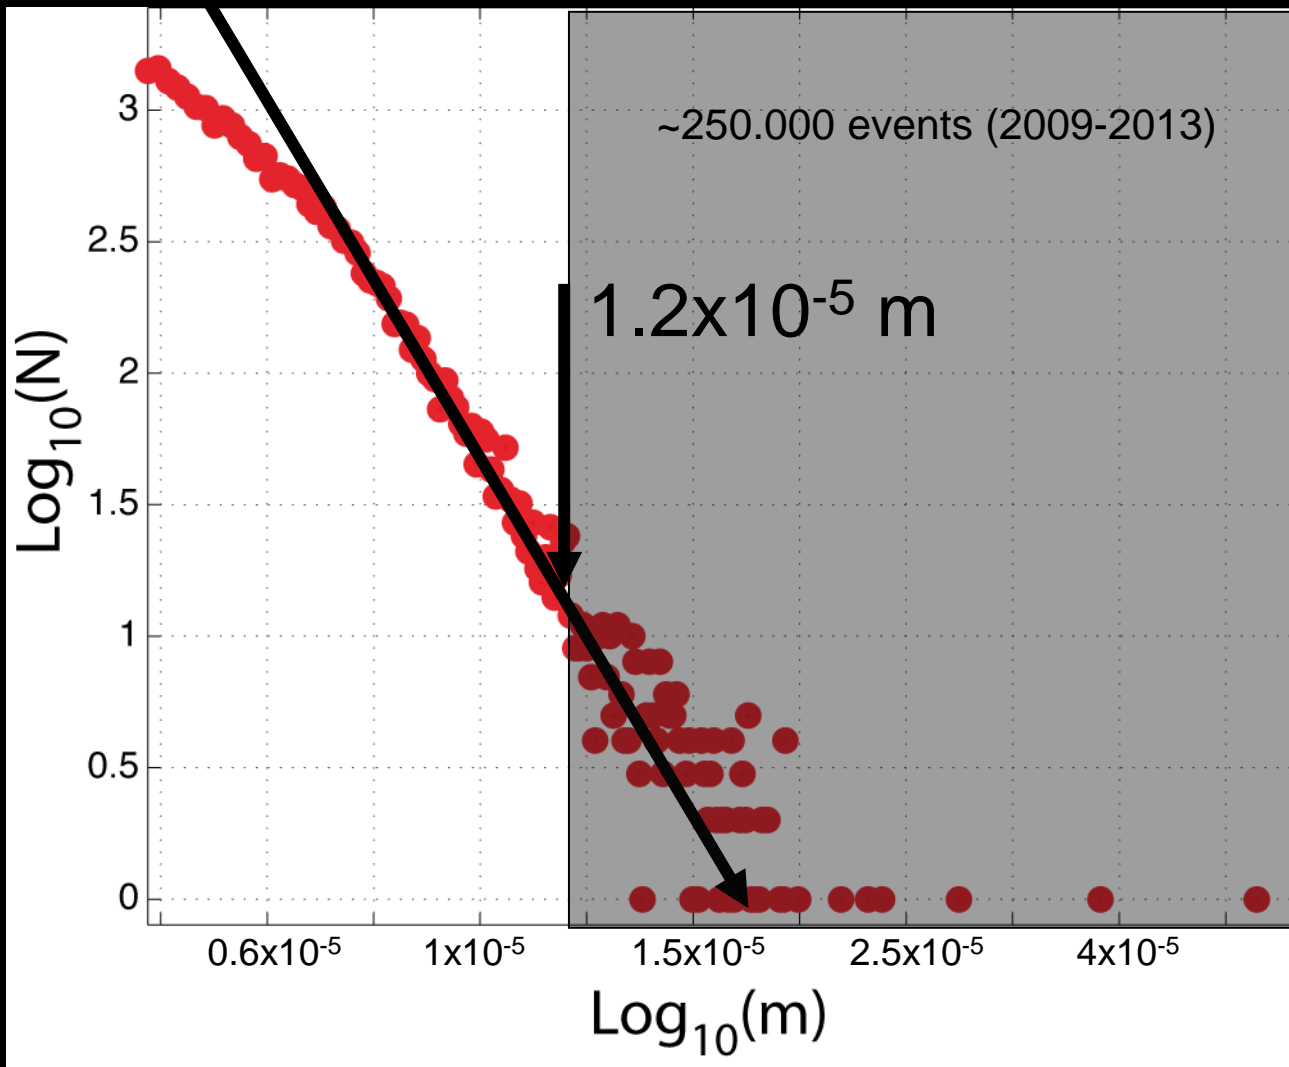 ~250.000 events (2009-2013)
1.2x10⁻⁵ m
Log₁₀(N)
3
2.5
2
1.5
1
0.5
0
0.6x10⁻⁵ 1x10⁻⁵ 1.5x10⁻⁵ 2.5x10⁻⁵ 4x10⁻⁵
Log₁₀(m)